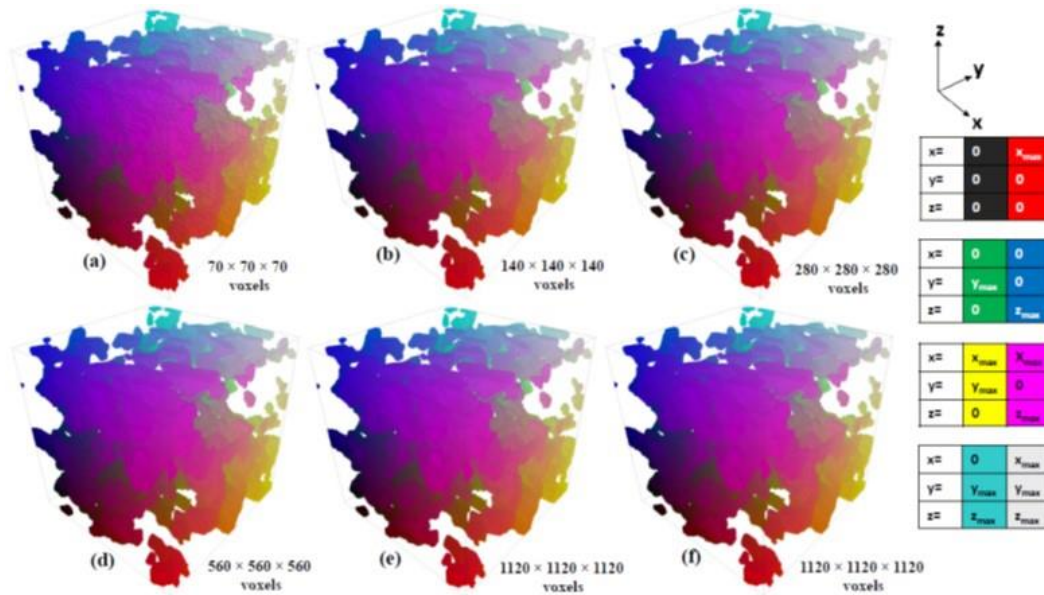 z
y
x
(a)
70 × 70 × 70
voxels
(b)
140 × 140 × 140
voxels
(c)
280 × 280 × 280
voxels
(d)
560 × 560 × 560
voxels
(e)
1120 × 1120 × 1120
voxels
(f)
1120 × 1120 × 1120
voxels
x= 0 xmax
y= 0 0
z= 0 0
x= 0 0
y= ymax 0
z= 0 zmax
x= xmax xmax
y= ymax 0
z= 0 zmax
x= 0 xmax
y= ymax ymax
z= zmax zmax